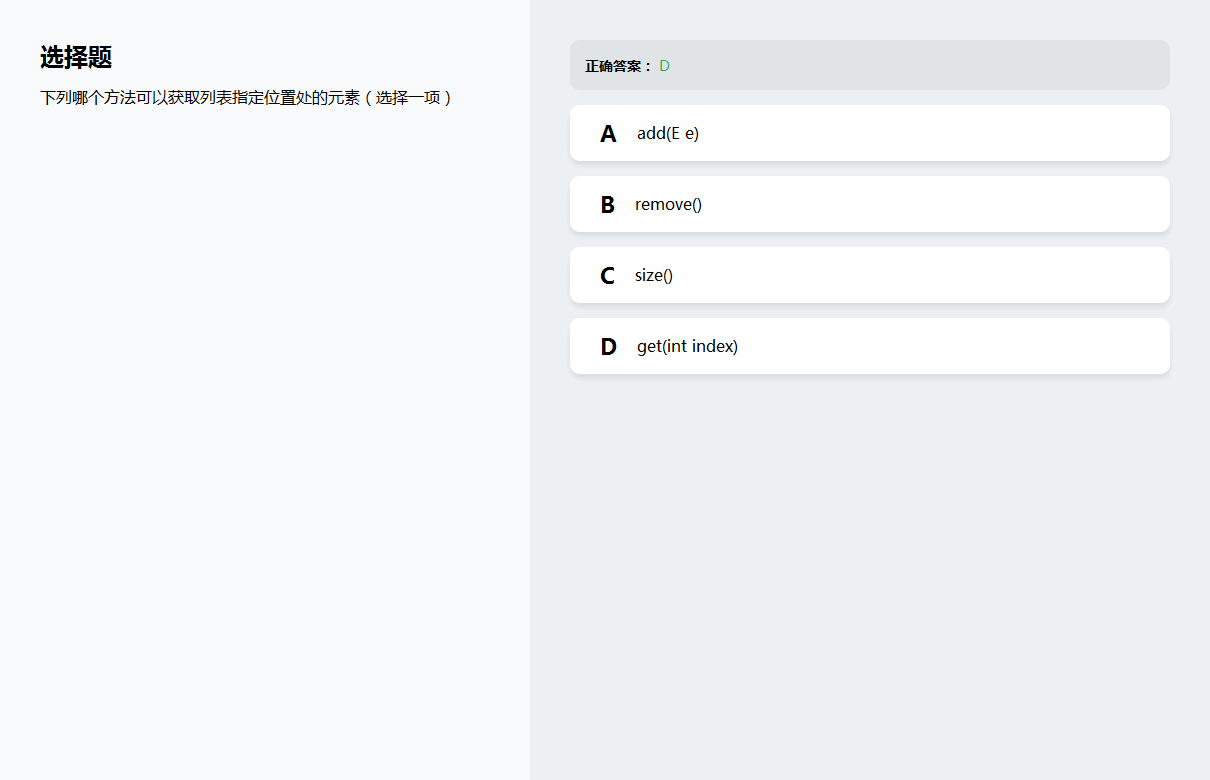 选择题
下列哪个方法可以获取列表指定位置处的元素（选择一项）
正确答案： D
A add(E e)
B remove()
C size()
D get(int index)